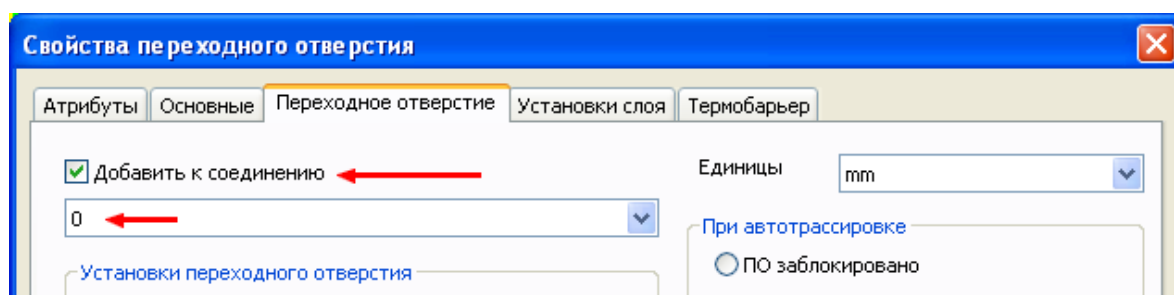 Свойства переходного отверстия
Атрибуты Основные Переходное отверстие Установки слоя Термобарьер
Добавить к соединению Единицы mm
0
При автотрассировке
Установки переходного отверстия ПО заблокировано